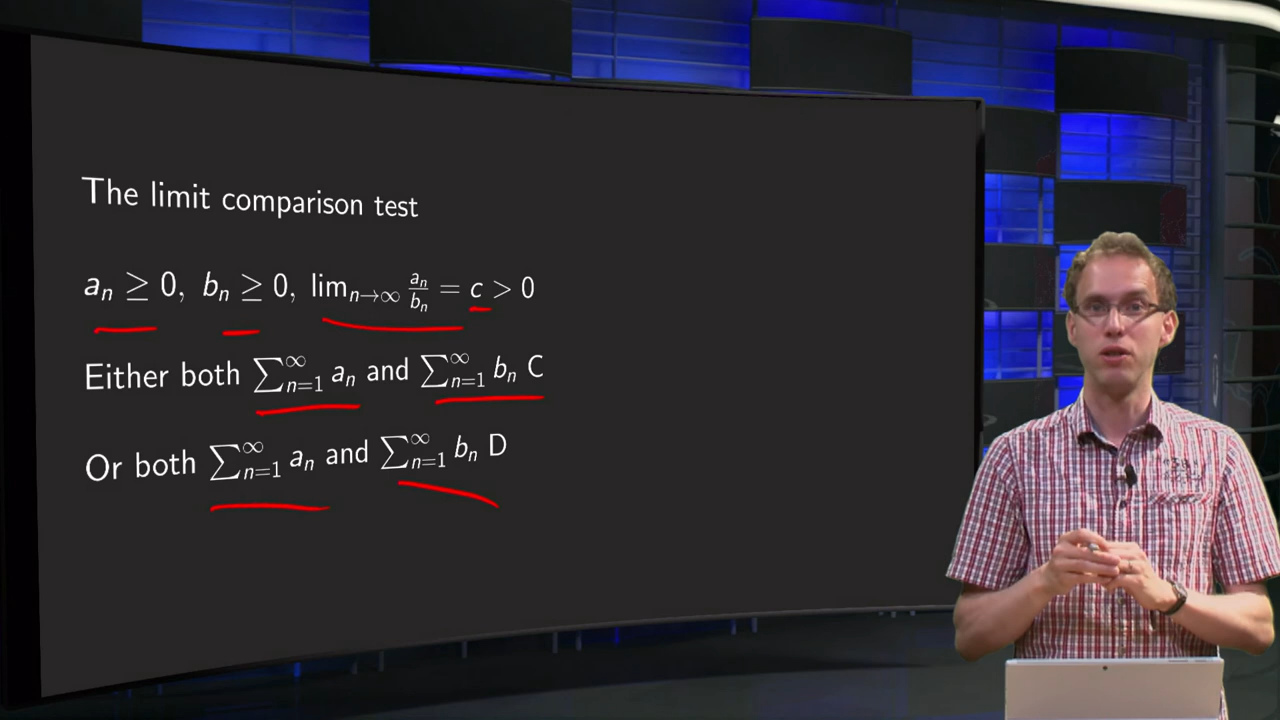 The limit comparison test
aₙ ≥ 0, bₙ ≥ 0, limₙ→∞ aₙ/bₙ = c > 0
Either both ∑ₙ₌₁^∞ aₙ and ∑ₙ₌₁^∞ bₙ C
Or both ∑ₙ₌₁^∞ aₙ and ∑ₙ₌₁^∞ bₙ D